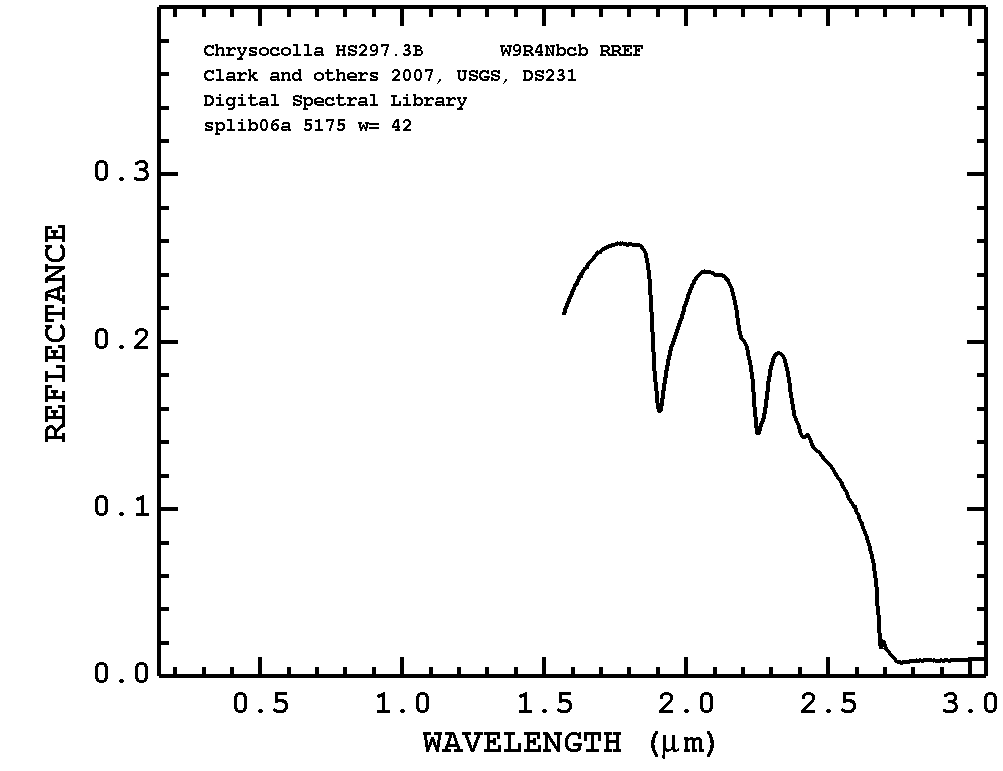 Chrysocolla HS297.3B W9R4Nbcb RREF
Clark and others 2007, USGS, DS231
Digital Spectral Library
splib06a 5175 w= 42
REFLECTANCE
0.3
0.2
0.1
0.0
0.5 1.0 1.5 2.0 2.5 3.0
WAVELENGTH (μm)